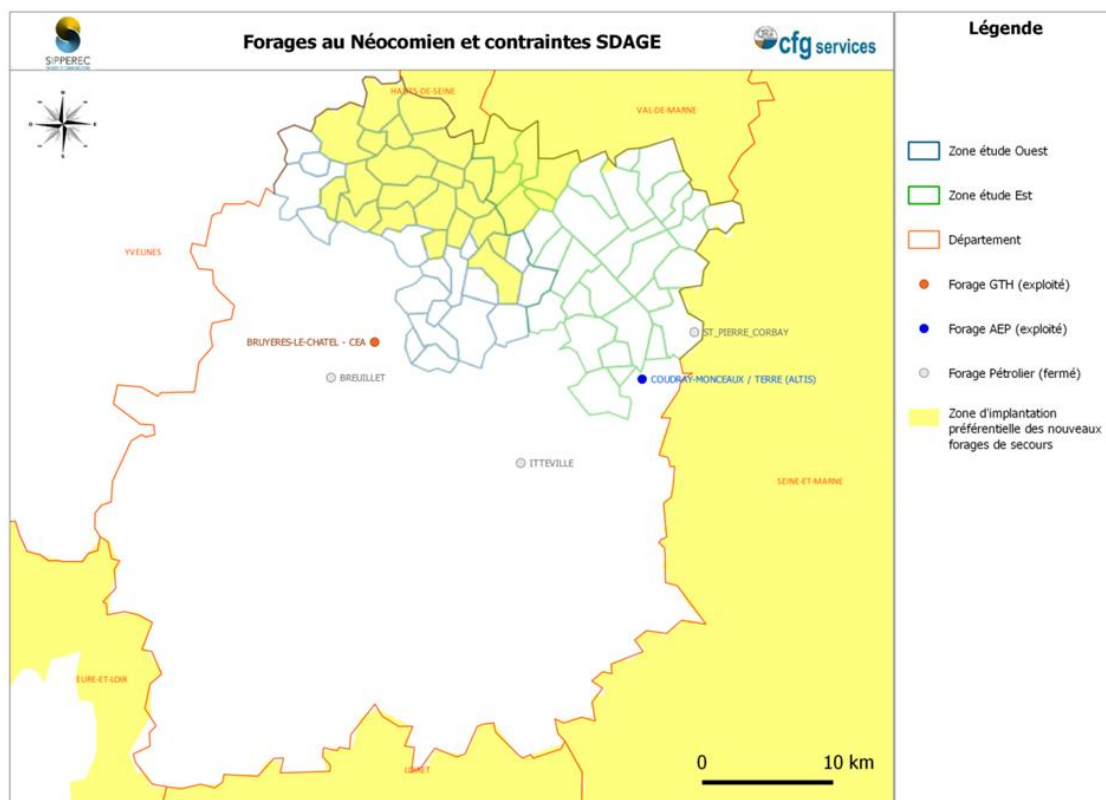 SIPPEREC
Forages au Néocomien et contraintes SDAGE
CFG
cfg services
HAUTS-DE-SEINE
VAL-DE-MARNE
YVELINES
BRUYERES-LE-CHATEL - CEA
ST_PIERRE_CORBAY
BREUILLET
COUDRAY-MONCEAUX / TERRE (ALTIS)
ITTEVILLE
SEINE-ET-MARNE
EURE-ET-LOIR
LOIRET
0 10 km
Légende
Zone étude Ouest
Zone étude Est
Département
Forage GTH (exploité)
Forage AEP (exploité)
Forage Pétrolier (fermé)
Zone d'implantation
préférentielle des nouveaux
forages de secours